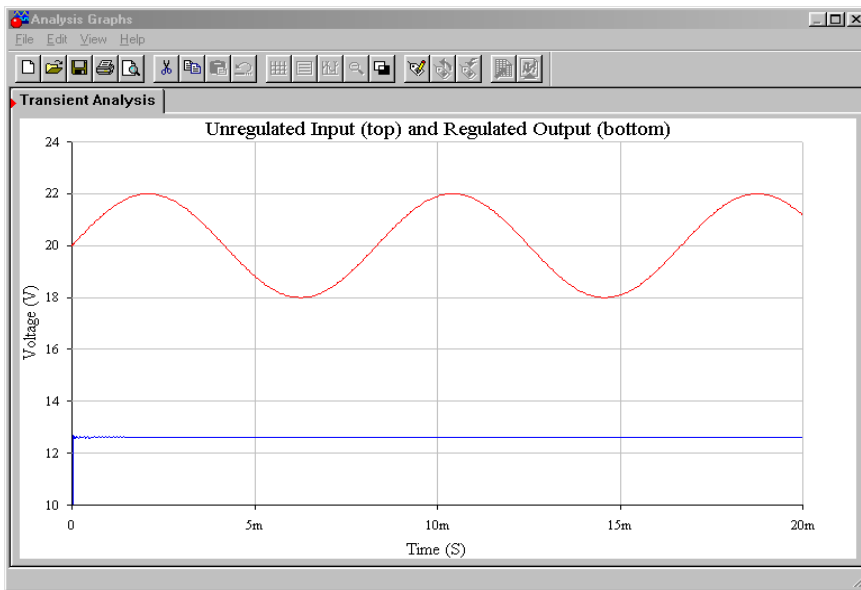 Analysis Graphs
File Edit View Help
Transient Analysis
Unregulated Input (top) and Regulated Output (bottom)
24
22
20
18
16
14
12
10
Voltage (V)
0 5m 10m 15m 20m
Time (S)